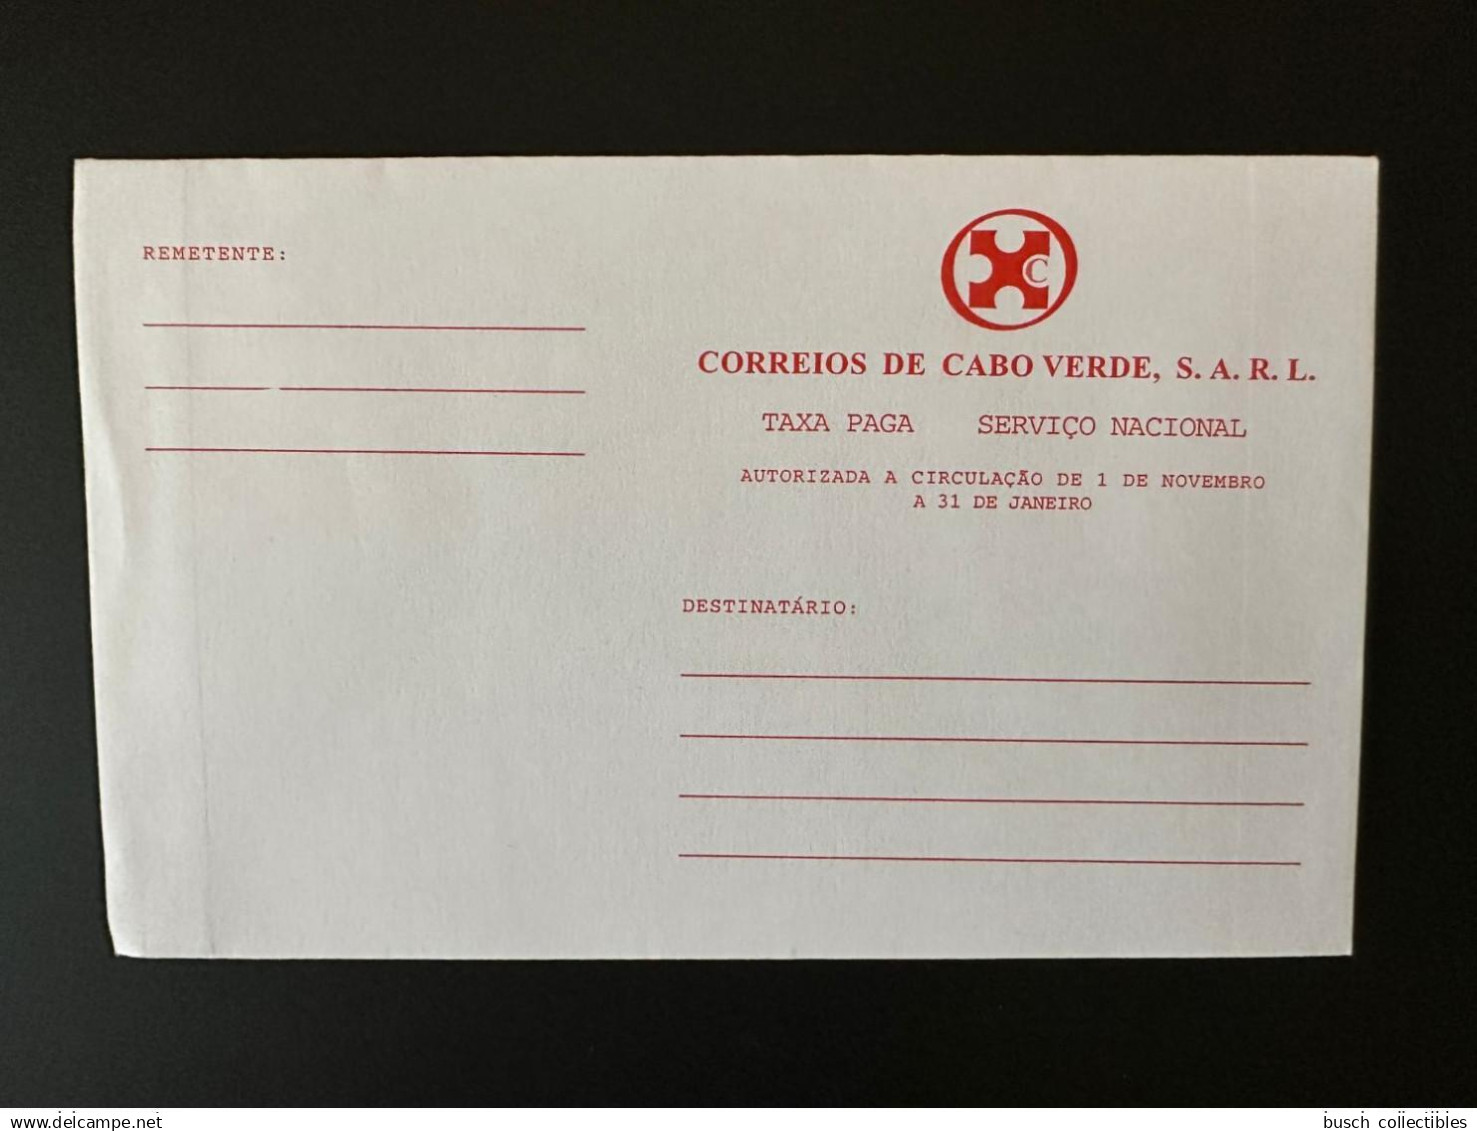 REMETENTE:
C
CORREIOS DE CABO VERDE, S. A. R. L.
TAXA PAGA SERVIÇO NACIONAL
AUTORIZADA A CIRCULAÇÃO DE 1 DE NOVEMBRO
A 31 DE JANEIRO
DESTINATÁRIO:
www.delcampe.net
busch collectibles